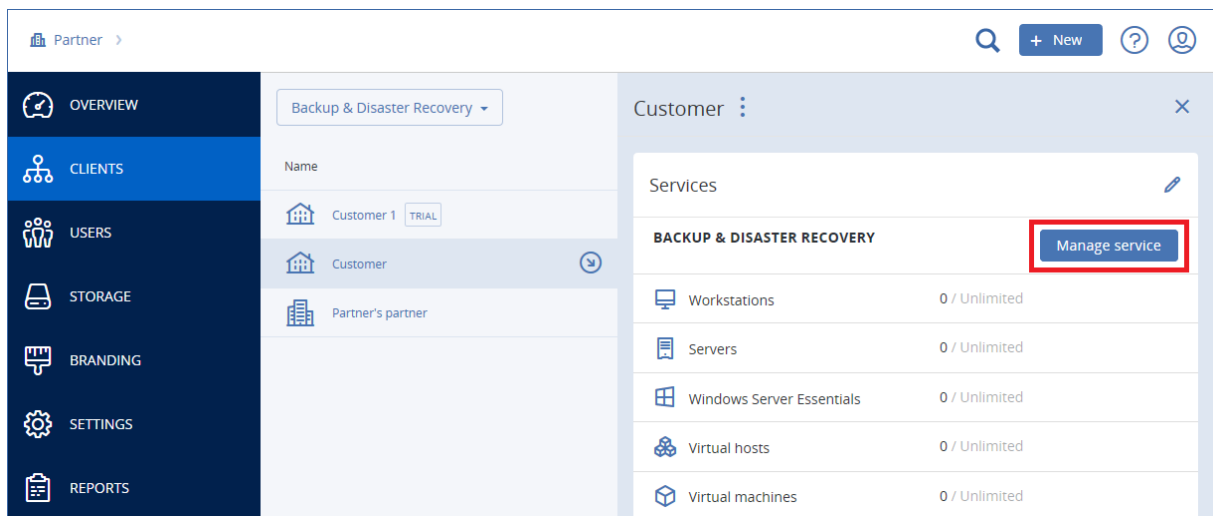 Partner >
+ New
OVERVIEW
CLIENTS
USERS
STORAGE
BRANDING
SETTINGS
REPORTS
Backup & Disaster Recovery
Name
Customer 1 TRIAL
Customer
Partner's partner
Customer
Services
BACKUP & DISASTER RECOVERY
Manage service
Workstations 0 / Unlimited
Servers 0 / Unlimited
Windows Server Essentials 0 / Unlimited
Virtual hosts 0 / Unlimited
Virtual machines 0 / Unlimited